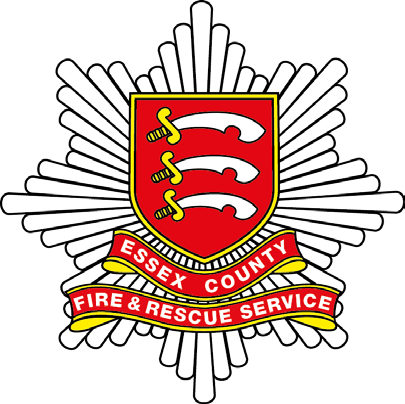 ESSEX COUNTY
FIRE & RESCUE SERVICE